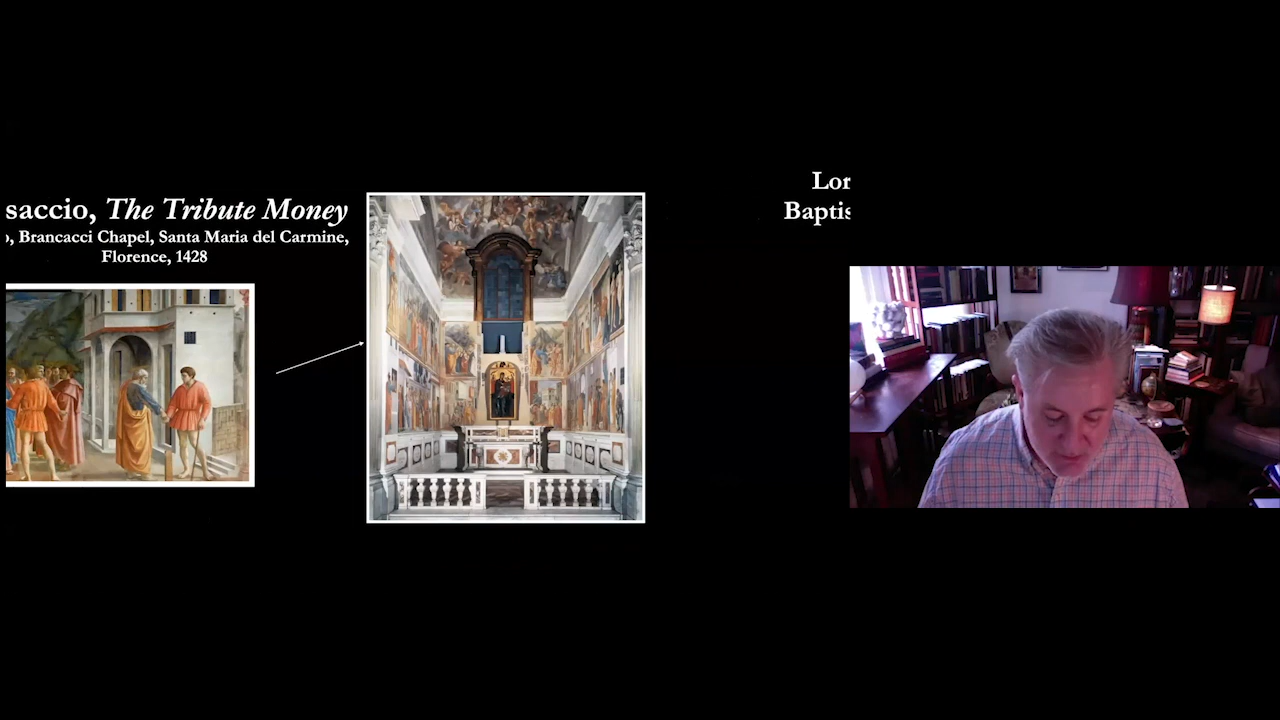 saccio, The Tribute Money
o, Brancacci Chapel, Santa Maria del Carmine,
Florence, 1428
Lor
Baptis